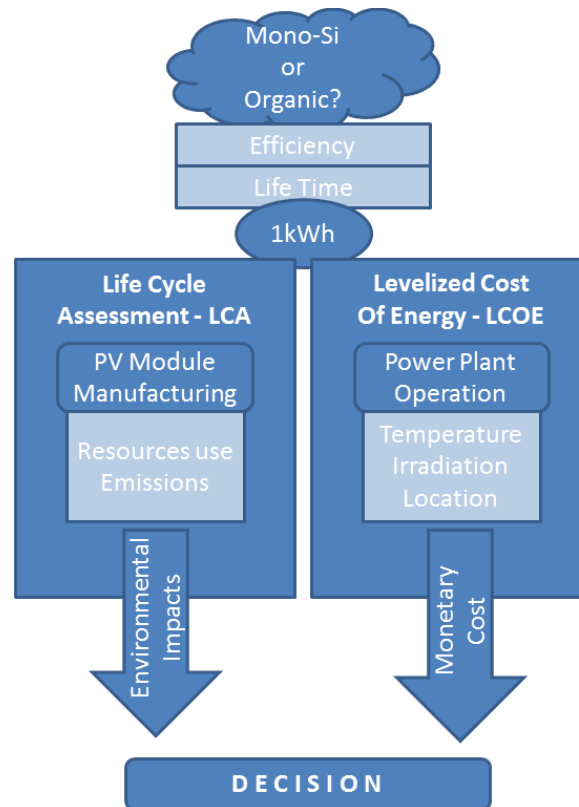 Mono-Si
or
Organic?
Efficiency
Life Time
1kWh
Life Cycle
Assessment - LCA
PV Module
Manufacturing
Resources use
Emissions
Environmental
Impacts
Levelized Cost
Of Energy - LCOE
Power Plant
Operation
Temperature
Irradiation
Location
Monetary
Cost
DECISION